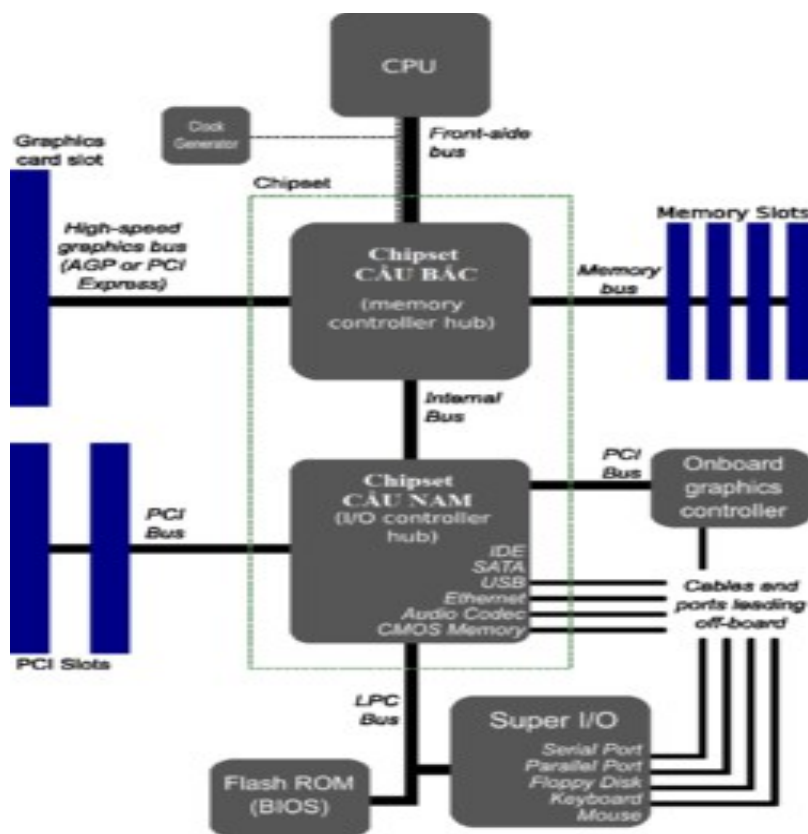 CPU
Clock
Generator
Front-side
bus
Graphics
card slot
Chipset
High-speed
graphics bus
(AGP or PCI
Express)
Chipset
CẦU BẮC
(memory
controller hub)
Memory Slots
Memory
bus
Internal
Bus
Chipset
CẦU NAM
(I/O controller
hub)
PCI
Bus
PCI
Bus
Onboard
graphics
controller
IDE
SATA
USB
Ethernet
Audio Codec
CMOS Memory
Cables and
ports leading
off-board
PCI Slots
LPC
Bus
Super I/O
Serial Port
Parallel Port
Floppy Disk
Keyboard
Mouse
Flash ROM
(BIOS)